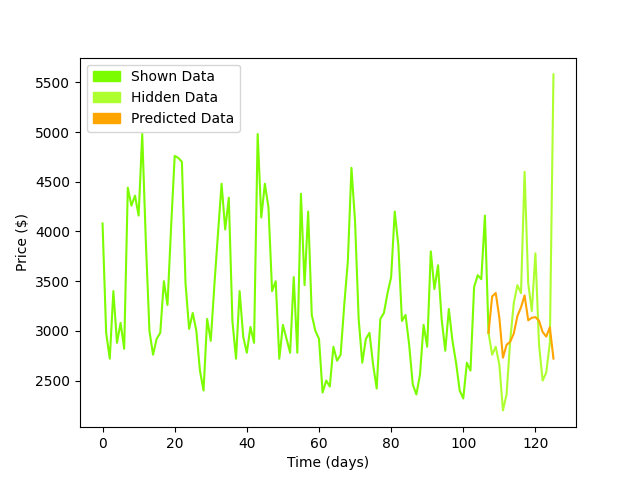 Shown Data
Hidden Data
Predicted Data
5500
5000
4500
4000
3500
3000
2500
Price ($)
0 20 40 60 80 100 120
Time (days)